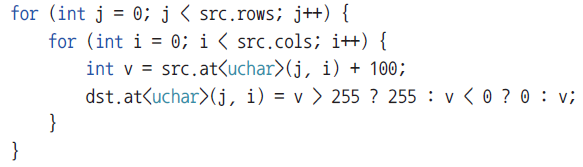 for (int j = 0; j < src.rows; j++) {
    for (int i = 0; i < src.cols; i++) {
        int v = src.at<uchar>(j, i) + 100;
        dst.at<uchar>(j, i) = v > 255 ? 255 : v < 0 ? 0 : v;
    }
}